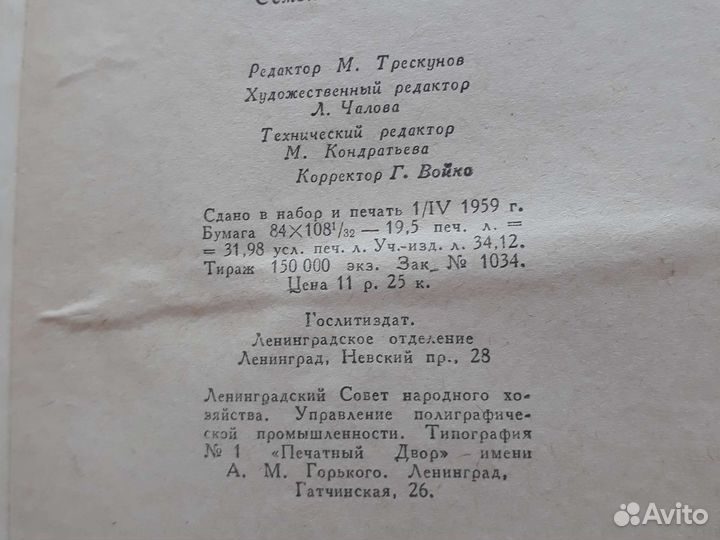 Редактор М. Трескунов
Художественный редактор
Л. Чалова
Технический редактор
М. Кондратьева
Корректор Г. Войно
Сдано в набор и печать 1/IV 1959 г.
Бумага 84×108¹/₃₂ — 19,5 печ. л. =
= 31,98 усл. печ. л. Уч.-изд. л. 34,12.
Тираж 150 000 экз. Зак. № 1034.
Цена 11 р. 25 к.
Гослитиздат.
Ленинградское отделение
Ленинград, Невский пр., 28
Ленинградский Совет народного хо-
зяйства. Управление полиграфиче-
ской промышленности. Типография
№ 1 «Печатный Двор» имени
А. М. Горького. Ленинград,
Гатчинская, 26.
Avito